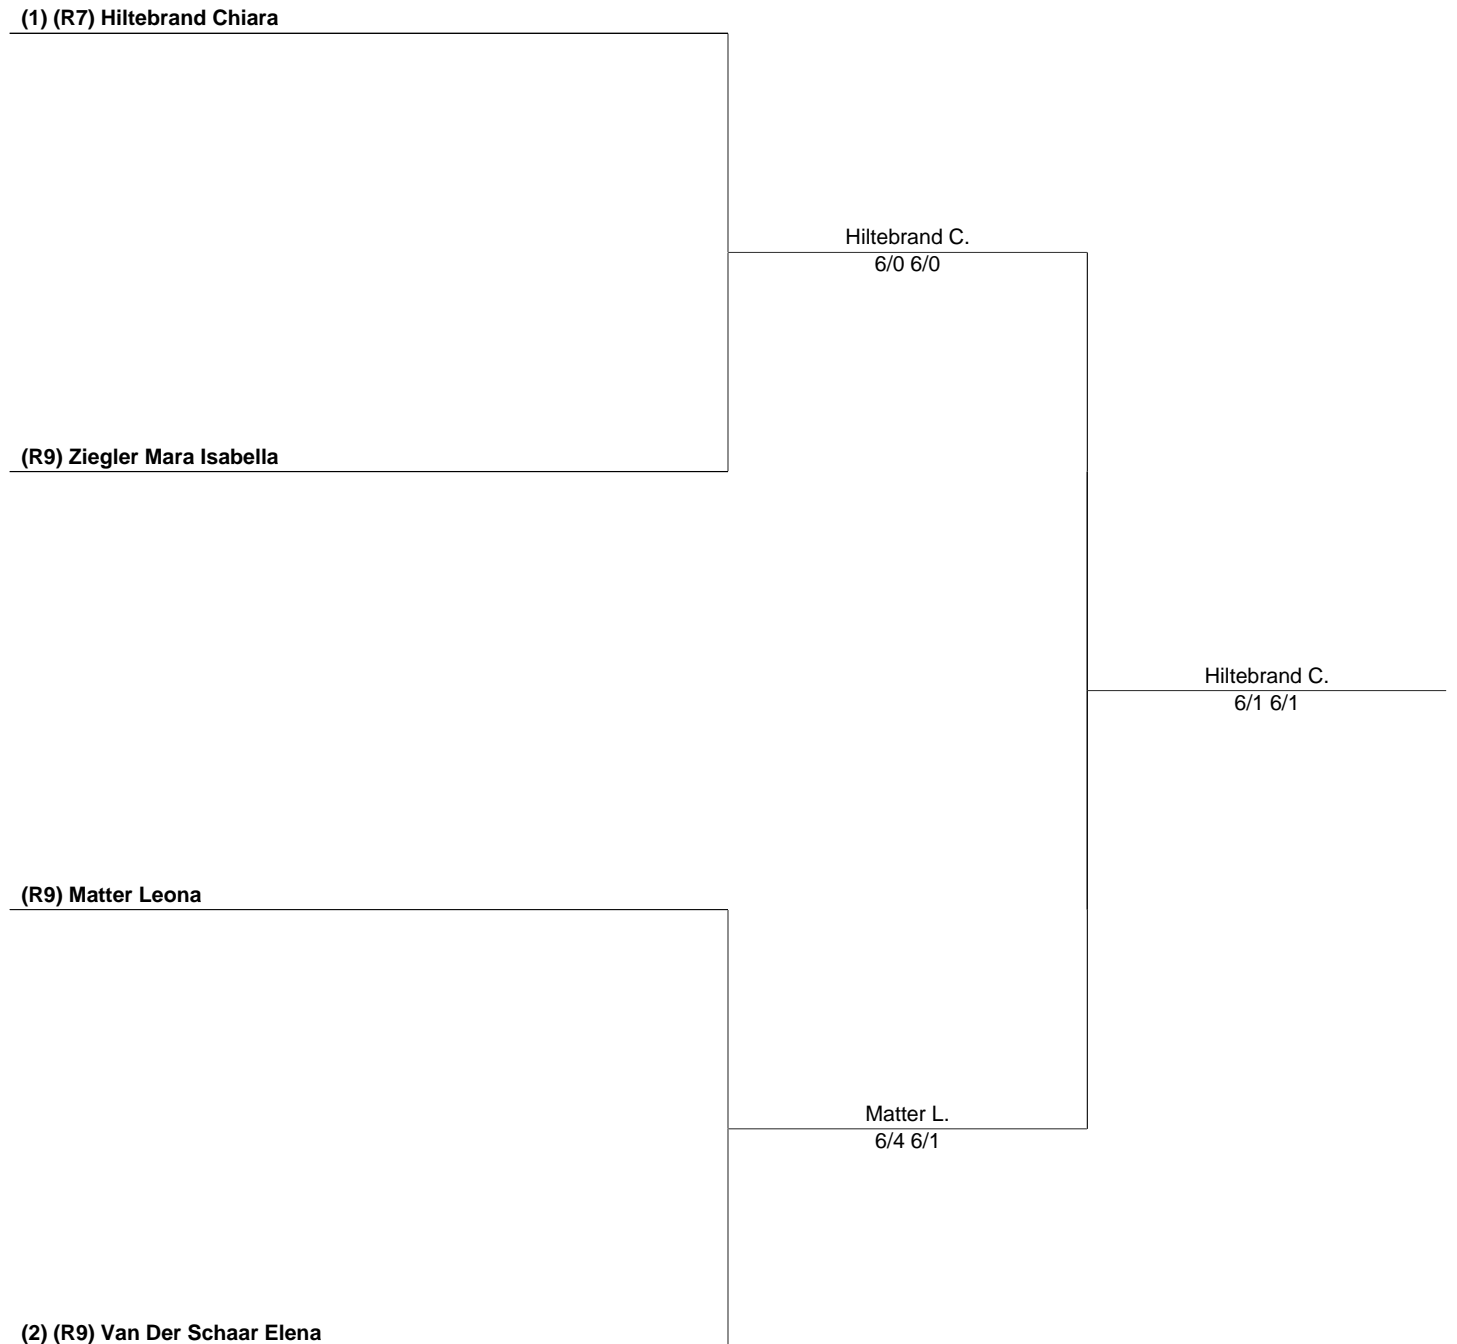 (1) (R7) Hiltebrand Chiara
Hiltebrand C.
6/0 6/0
(R9) Ziegler Mara Isabella
Hiltebrand C.
6/1 6/1
(R9) Matter Leona
Matter L.
6/4 6/1
(2) (R9) Van Der Schaar Elena